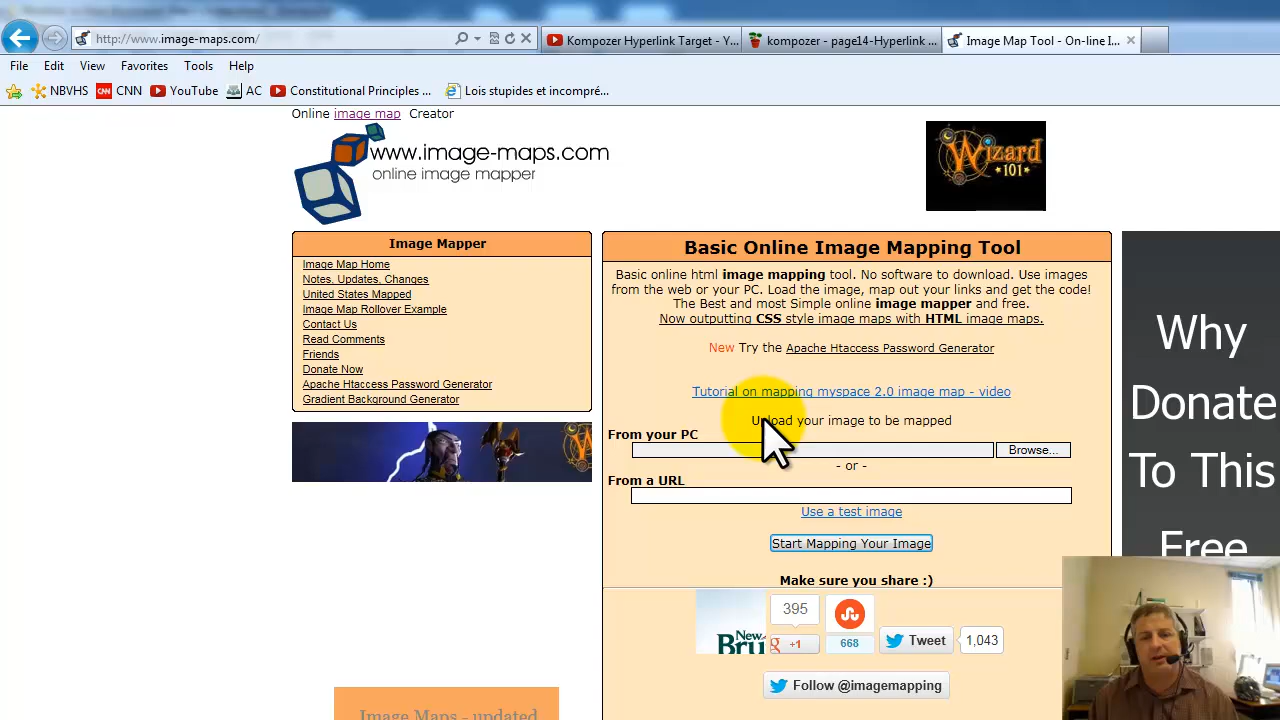 http://www.image-maps.com/
Kompozer Hyperlink Target - Y...
kompozer - page14-Hyperlink ...
Image Map Tool - On-line I...
File Edit View Favorites Tools Help
NBVHS CNN YouTube AC Constitutional Principles ... Lois stupides et incompré...
Online image map Creator
www.image-maps.com
online image mapper
Wizard
101
Image Mapper
Image Map Home
Notes, Updates, Changes
United States Mapped
Image Map Rollover Example
Contact Us
Read Comments
Friends
Donate Now
Apache Htaccess Password Generator
Gradient Background Generator
Basic Online Image Mapping Tool
Basic online html image mapping tool. No software to download. Use images
from the web or your PC. Load the image, map out your links and get the code!
The Best and most Simple online image mapper and free.
Now outputting CSS style image maps with HTML image maps.
New Try the Apache Htaccess Password Generator
Tutorial on mapping myspace 2.0 image map - video
Upload your image to be mapped
From your PC
Browse...
- or -
From a URL
Use a test image
Start Mapping Your Image
Make sure you share :)
New
Bru
395
g +1
668
Tweet 1,043
Follow @imagemapping
Why
Donate
To This
Free
Image Maps - updated